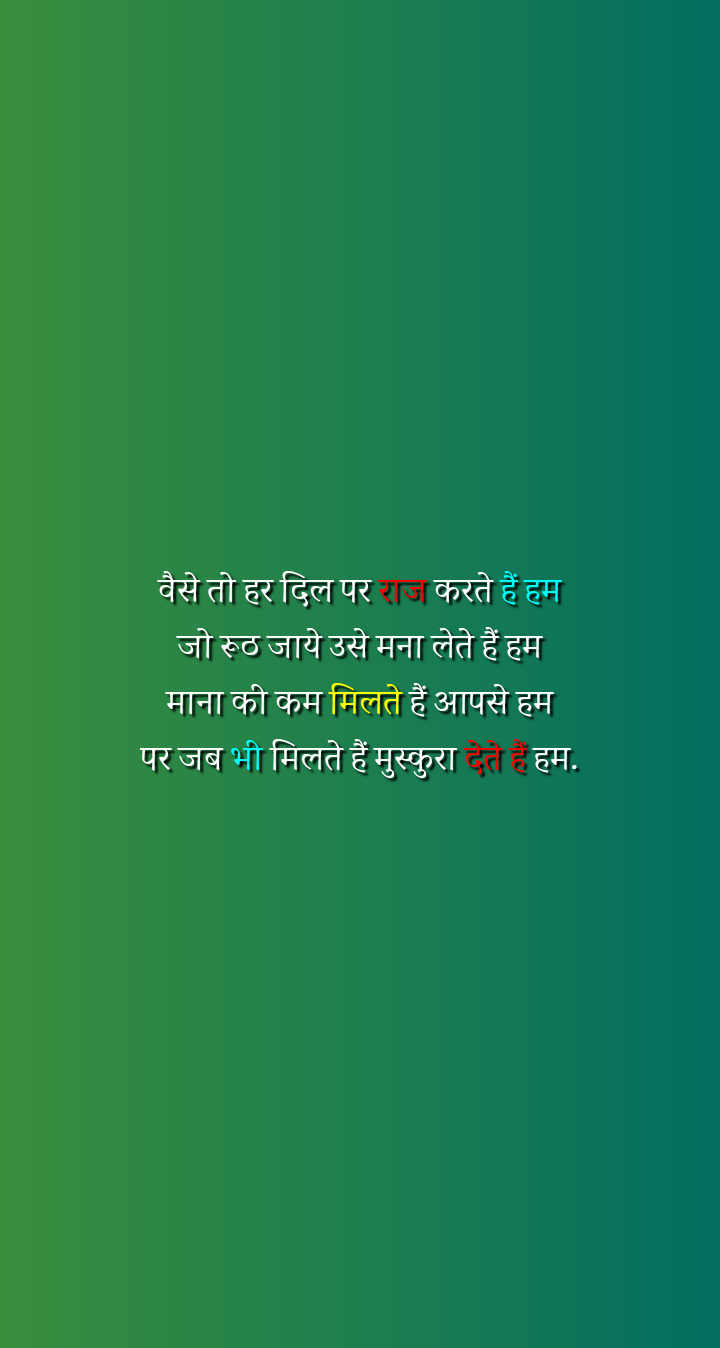 वैसे तो हर दिल पर राज करते हैं हम
जो रूठ जाये उसे मना लेते हैं हम
माना की कम मिलते हैं आपसे हम
पर जब भी मिलते हैं मुस्कुरा देते हैं हम.